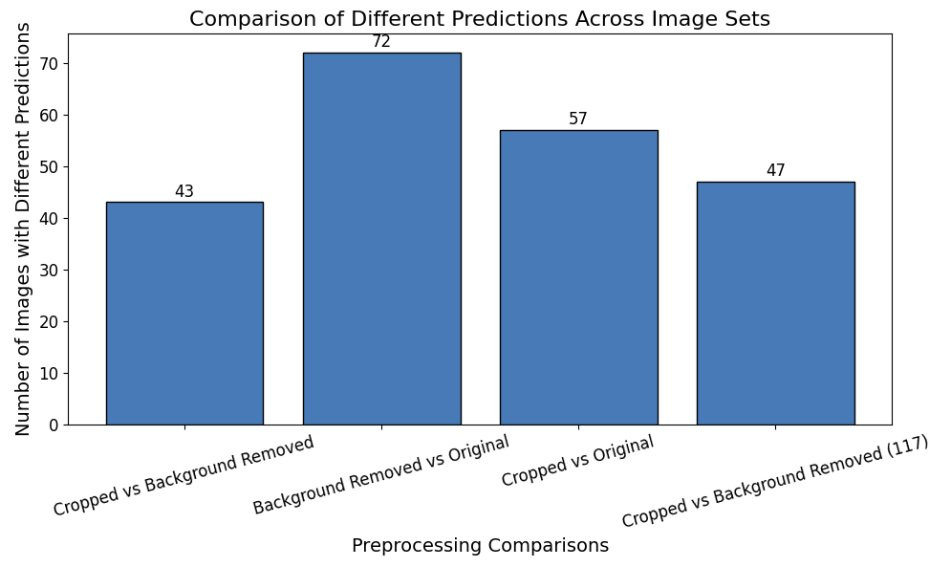 Comparison of Different Predictions Across Image Sets
Number of Images with Different Predictions
70
60
50
40
30
20
10
0
43
72
57
47
Cropped vs Background Removed
Background Removed vs Original
Cropped vs Original
Cropped vs Background Removed (117)
Preprocessing Comparisons